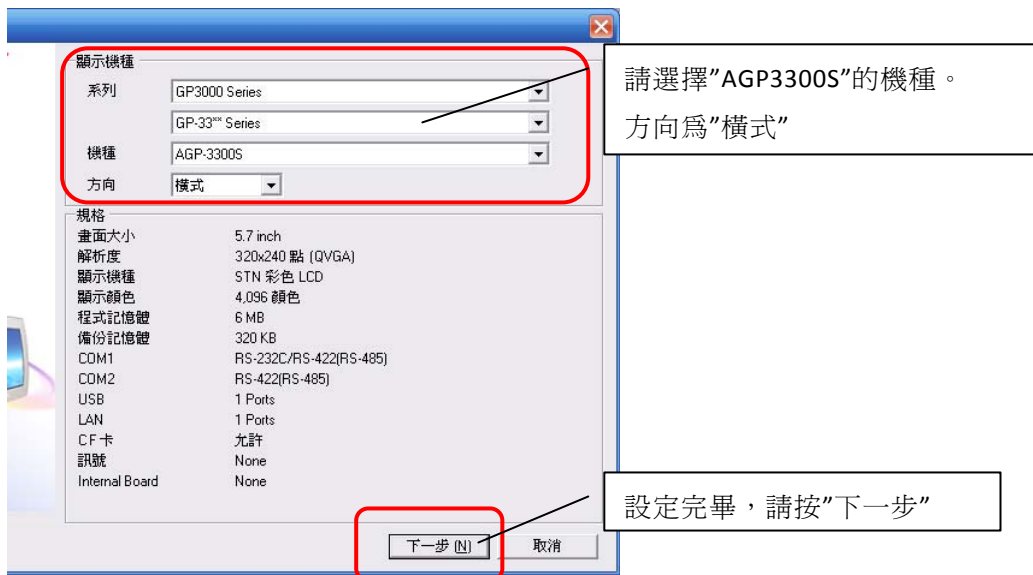 顯示機種
系列 GP3000 Series
GP-33** Series
機種 AGP-3300S
方向 橫式
請選擇”AGP3300S”的機種。
方向為”橫式”
規格
畫面大小 5.7 inch
解析度 320x240 點 (QVGA)
顯示機種 STN 彩色 LCD
顯示顏色 4,096 顏色
程式記憶體 6 MB
備份記憶體 320 KB
COM1 RS-232C/RS-422(RS-485)
COM2 RS-422(RS-485)
USB 1 Ports
LAN 1 Ports
CF卡 允許
訊號 None
Internal Board None
設定完畢，請按”下一步”
下一步 (N) 取消